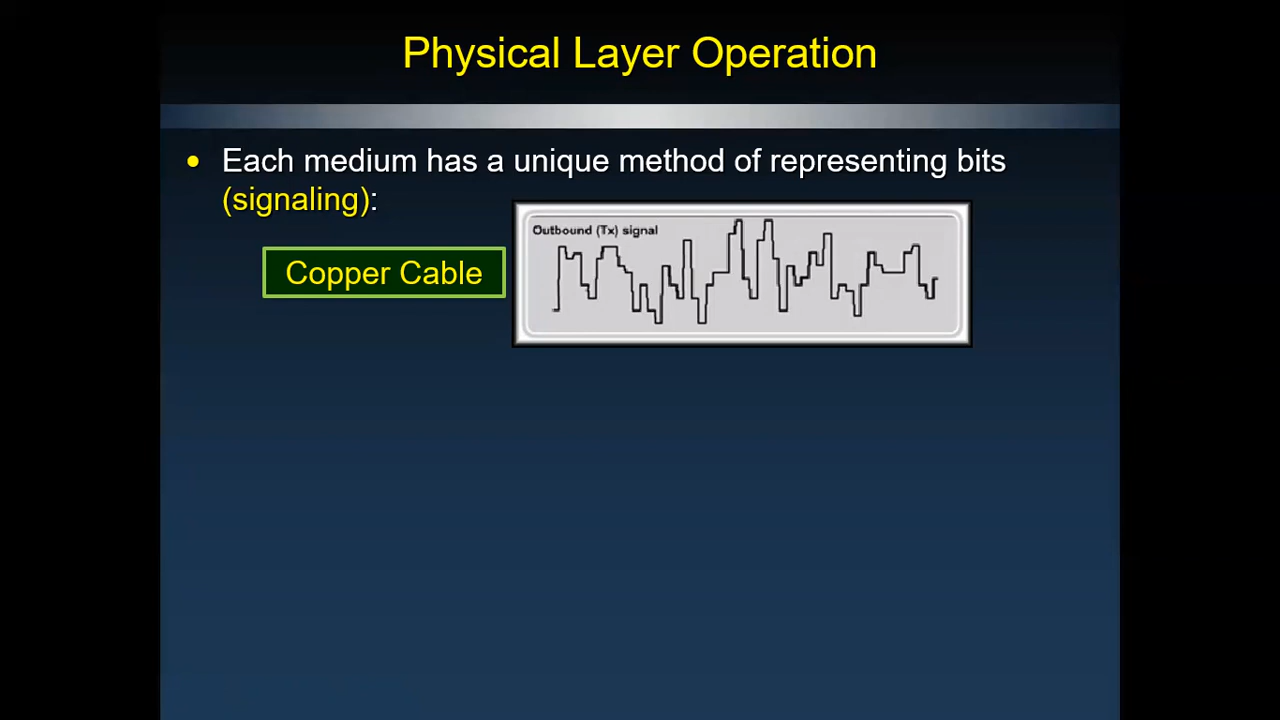 Physical Layer Operation
• Each medium has a unique method of representing bits
(signaling):
Outbound (Tx) signal
Copper Cable